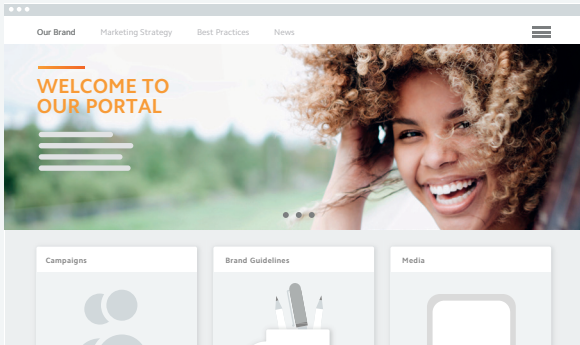 Our Brand Marketing Strategy Best Practices News
WELCOME TO
OUR PORTAL
Campaigns Brand Guidelines Media